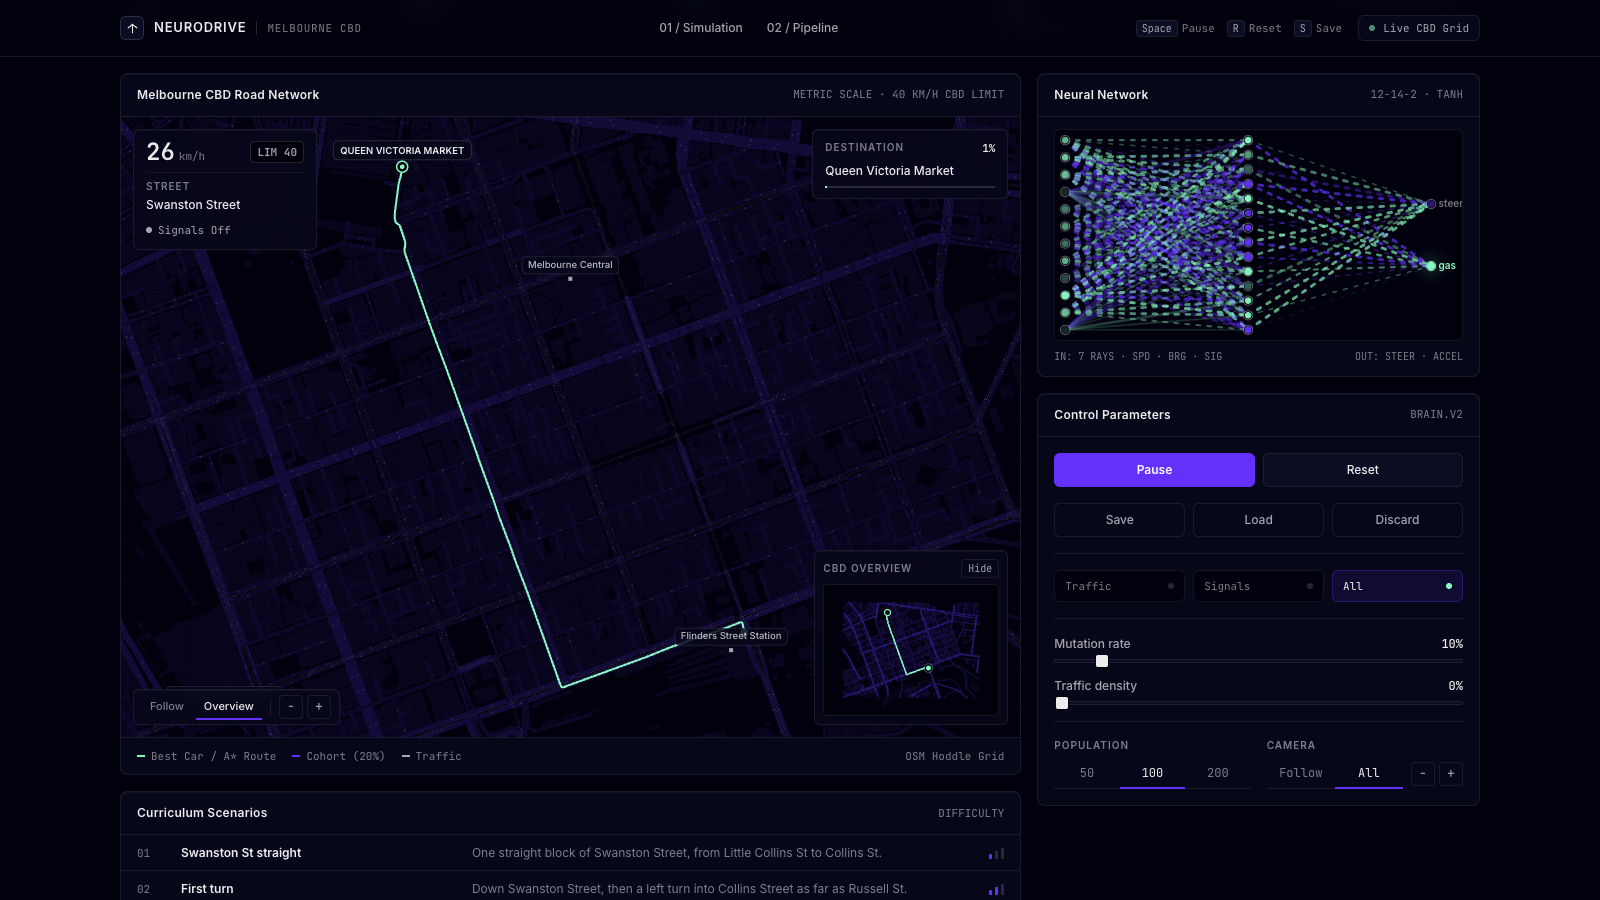 NEURODRIVE | MELBOURNE CBD
01 / Simulation 02 / Pipeline
Space Pause R Reset S Save Live CBD Grid
Melbourne CBD Road Network
METRIC SCALE · 40 KM/H CBD LIMIT
26 km/h LIM 40
STREET
Swanston Street
Signals Off
QUEEN VICTORIA MARKET
DESTINATION 1%
Queen Victoria Market
Melbourne Central
Flinders Street Station
CBD OVERVIEW Hide
Follow Overview - +
Best Car / A* Route Cohort (20%) Traffic
OSM Hoddle Grid
Curriculum Scenarios DIFFICULTY
01 Swanston St straight One straight block of Swanston Street, from Little Collins St to Collins St.
02 First turn Down Swanston Street, then a left turn into Collins Street as far as Russell St.
Neural Network 12-14-2 · TANH
steer
gas
IN: 7 RAYS · SPD · BRG · SIG OUT: STEER · ACCEL
Control Parameters BRAIN.V2
Pause Reset
Save Load Discard
Traffic Signals All
Mutation rate 10%
Traffic density 0%
POPULATION CAMERA
50 100 200 Follow All - +